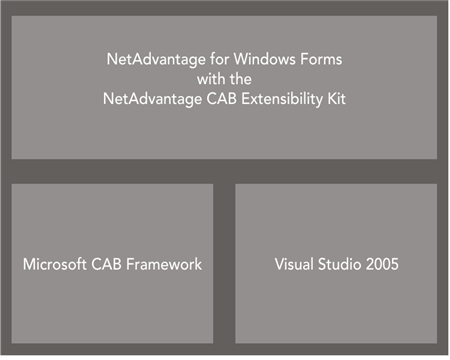 NetAdvantage for Windows Forms
with the
NetAdvantage CAB Extensibility Kit
Microsoft CAB Framework
Visual Studio 2005